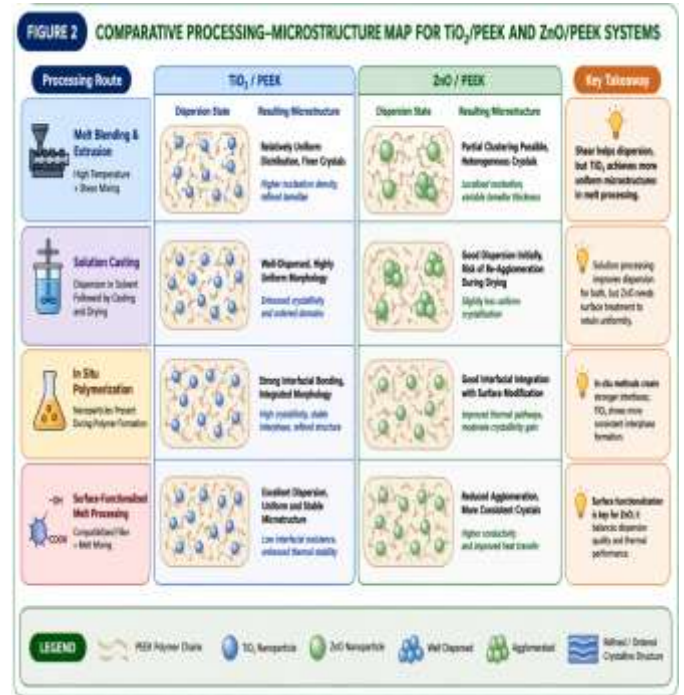 FIGURE 2
COMPARATIVE PROCESSING–MICROSTRUCTURE MAP FOR TiO₂/PEEK AND ZnO/PEEK SYSTEMS
Processing Route
TiO₂ / PEEK
ZnO / PEEK
Key Takeaway
Dispersion State
Resulting Microstructure
Dispersion State
Resulting Microstructure
Melt Blending &
Extrusion
High Temperature
+ Shear Mixing
Relatively Uniform
Distribution, Finer Crystals
Higher nucleation density,
refined lamellae
Partial Clustering Possible,
Heterogeneous Crystals
Localized nucleation,
variable lamellar thickness
Shear helps dispersion,
but TiO₂ achieves more
uniform microstructures
in melt processing.
Solution Casting
Dispersion in Solvent
Followed by Casting
and Drying
Well-Dispersed, Highly
Uniform Morphology
Enhanced crystallinity
and ordered domains
Good Dispersion Initially,
Risk of Re-Agglomeration
During Drying
Slightly less uniform
crystallization
Solution processing
improves dispersion
for both, but ZnO needs
surface treatment to
retain uniformity.
In Situ
Polymerization
Nanoparticles Present
During Polymer Formation
Strong Interfacial Bonding,
Integrated Morphology
High crystallinity, stable
interphase, refined structure
Good Interfacial Integration
with Surface Modification
Improved thermal pathways,
moderate crystallinity gain
In-situ methods create
stronger interfaces;
TiO₂ shows more
consistent interphase
formation.
Surface-Functionalized
Melt Processing
Compatibilized Filler
+ Melt Mixing
-OH
COOH
Excellent Dispersion,
Uniform and Stable
Microstructure
Low interfacial resistance,
enhanced thermal stability
Reduced Agglomeration,
More Consistent Crystals
Higher conductivity
and improved heat transfer
Surface functionalization
is key for ZnO; it
balances dispersion
quality and thermal
performance.
LEGEND
PEEK Polymer Chains
TiO₂ Nanoparticle
ZnO Nanoparticle
Well Dispersed
Agglomerated
Refined / Ordered
Crystalline Structure